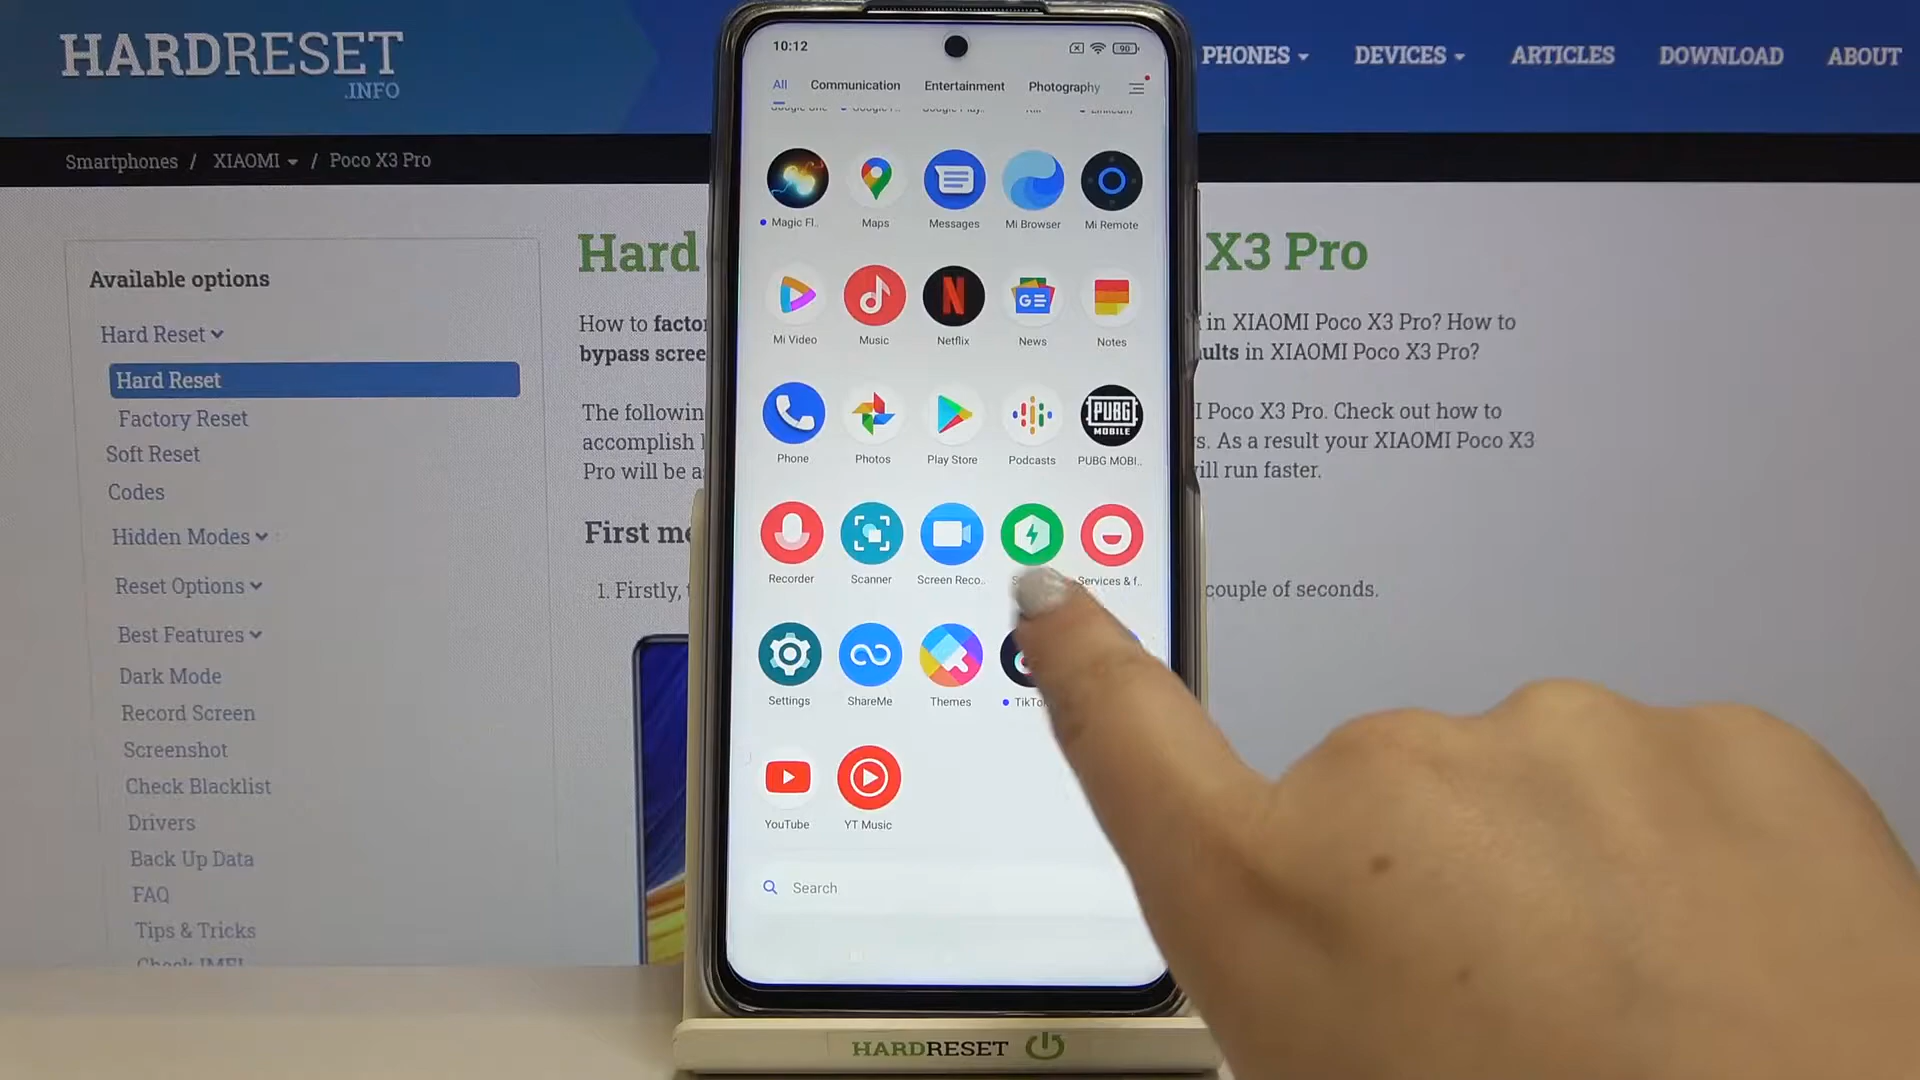 HARDRESET
.INFO
PHONES
DEVICES
ARTICLES
DOWNLOAD
ABOUT
Smartphones / XIAOMI / Poco X3 Pro
Available options
Hard Reset
Hard Reset
Factory Reset
Soft Reset
Codes
Hidden Modes
Reset Options
Best Features
Dark Mode
Record Screen
Screenshot
Check Blacklist
Drivers
Back Up Data
FAQ
Tips & Tricks
Check IMEI
Hard
X3 Pro
How to
in XIAOMI Poco X3 Pro? How to
bypass
in XIAOMI Poco X3 Pro?
The
Poco X3 Pro. Check out how to
accomplish
As a result your XIAOMI Poco X3
Pro will be
run faster.
First
1. Firstly,
couple of seconds.
10:12
90
All Communication Entertainment Photography
Magic Fl..
Maps
Messages
Mi Browser
Mi Remote
Mi Video
Music
Netflix
GE
News
Notes
Phone
Photos
Play Store
Podcasts
PUBG
MOBILE
PUBG MOBI..
Recorder
Scanner
Screen Reco..
Services & f..
Settings
ShareMe
Themes
YouTube
YT Music
Search
HARDRESET